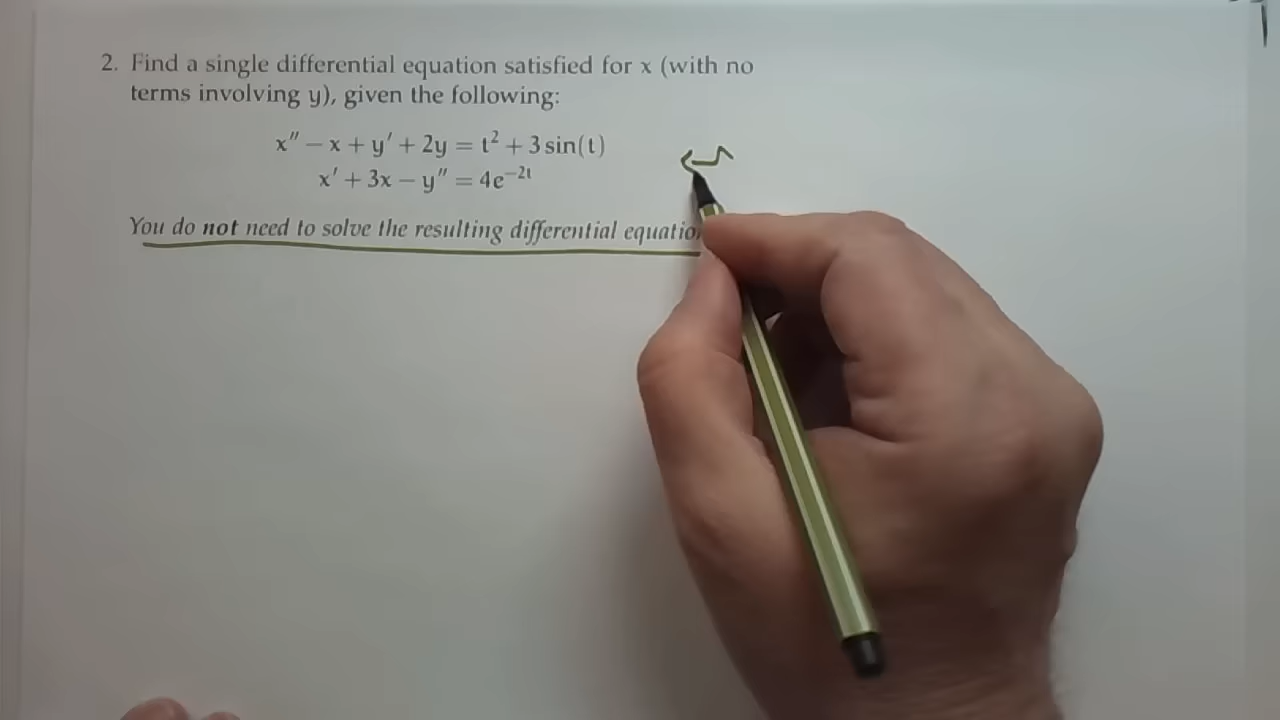 2. Find a single differential equation satisfied for x (with no
terms involving y), given the following:
x″ − x + y′ + 2y = t² + 3 sin(t)
x′ + 3x − y″ = 4e⁻²ᵗ
You do not need to solve the resulting differential